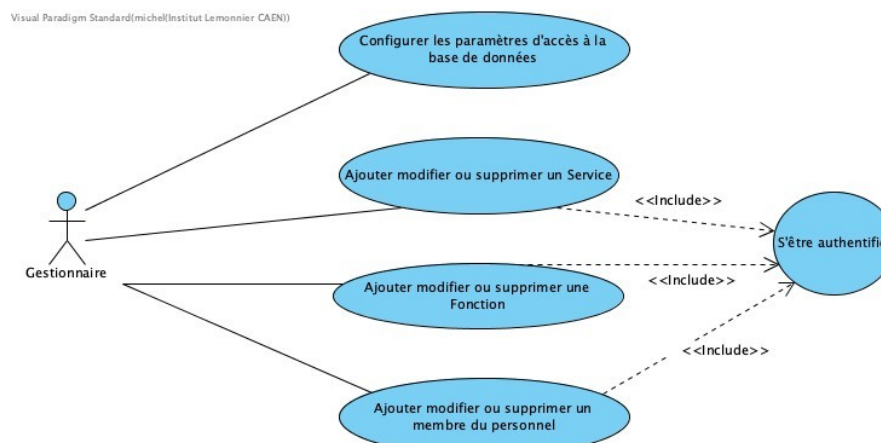 Visual Paradigm Standard(michel(Institut Lemonnier CAEN))
Configurer les paramètres d'accès à la
base de données
Ajouter modifier ou supprimer un Service
<<Include>>
S'être authentifié
Gestionnaire
Ajouter modifier ou supprimer une
Fonction
<<Include>>
<<Include>>
Ajouter modifier ou supprimer un
membre du personnel